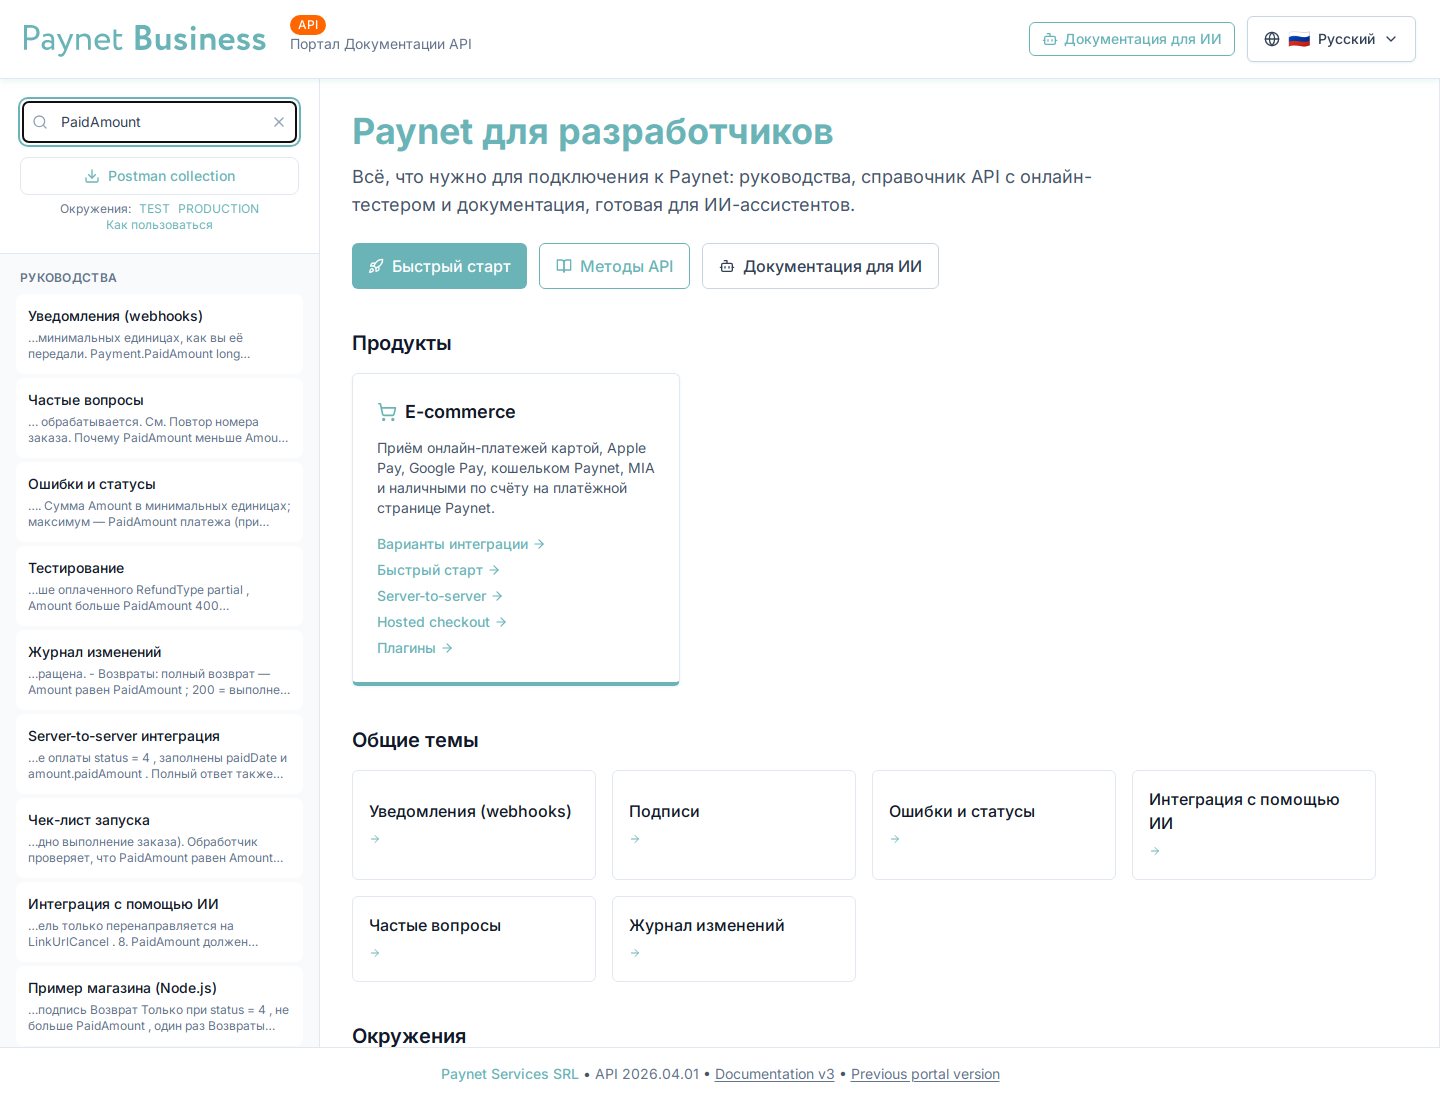 Paynet Business
API
Портал Документации API
Документация для ИИ
Русский
PaidAmount
Postman collection
Окружения: TEST PRODUCTION
Как пользоваться
РУКОВОДСТВА
Уведомления (webhooks)
...минимальных единицах, как вы её
передали. Payment.PaidAmount long...
Частые вопросы
... обрабатывается. См. Повтор номера
заказа. Почему PaidAmount меньше Amou...
Ошибки и статусы
.... Сумма Amount в минимальных единицах;
максимум — PaidAmount платежа (при...
Тестирование
...ше оплаченного RefundType partial ,
Amount больше PaidAmount 400...
Журнал изменений
...ращена. - Возвраты: полный возврат —
Amount равен PaidAmount ; 200 = выполне...
Server-to-server интеграция
...е оплаты status = 4 , заполнены paidDate и
amount.paidAmount . Полный ответ также...
Чек-лист запуска
...дно выполнение заказа). Обработчик
проверяет, что PaidAmount равен Amount...
Интеграция с помощью ИИ
...ель только перенаправляется на
LinkUrlCancel . 8. PaidAmount должен...
Пример магазина (Node.js)
...подпись Возврат Только при status = 4 , не
больше PaidAmount , один раз Возвраты...
Paynet для разработчиков
Всё, что нужно для подключения к Paynet: руководства, справочник API с онлайн-
тестером и документация, готовая для ИИ-ассистентов.
Быстрый старт
Методы API
Документация для ИИ
Продукты
E-commerce
Приём онлайн-платежей картой, Apple
Pay, Google Pay, кошельком Paynet, MIA
и наличными по счёту на платёжной
странице Paynet.
Варианты интеграции →
Быстрый старт →
Server-to-server →
Hosted checkout →
Плагины →
Общие темы
Уведомления (webhooks)
→
Подписи
→
Ошибки и статусы
→
Интеграция с помощью
ИИ
→
Частые вопросы
→
Журнал изменений
→
Окружения
Paynet Services SRL • API 2026.04.01 • Documentation v3 • Previous portal version